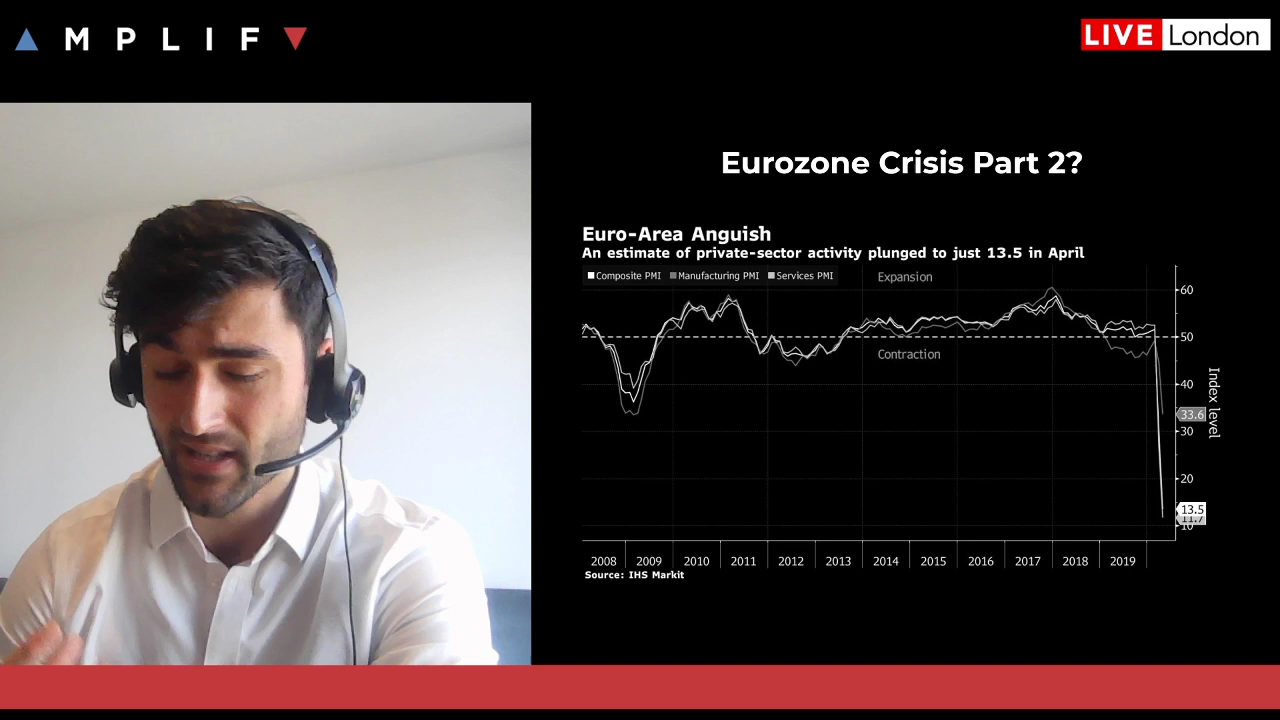 AMPLIFY
LIVE London
Eurozone Crisis Part 2?
Euro-Area Anguish
An estimate of private-sector activity plunged to just 13.5 in April
Composite PMI Manufacturing PMI Services PMI
Expansion
Contraction
60
50
40
33.6
30
20
13.5
11.7
10
Index level
2008 2009 2010 2011 2012 2013 2014 2015 2016 2017 2018 2019
Source: IHS Markit